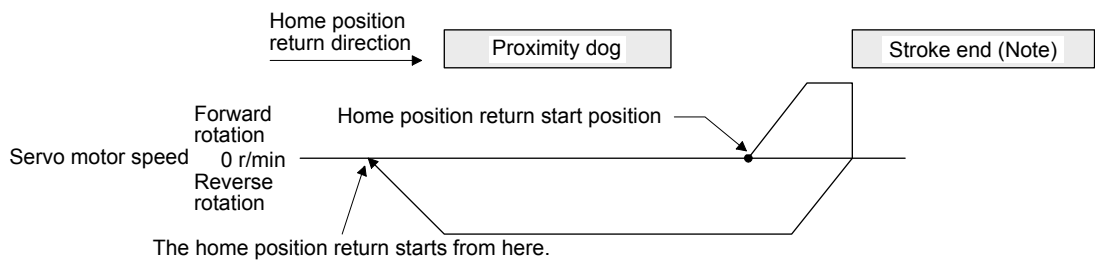 Home position
return direction
Proximity dog
Stroke end (Note)
Forward
rotation
Home position return start position
Servo motor speed
0 r/min
Reverse
rotation
The home position return starts from here.